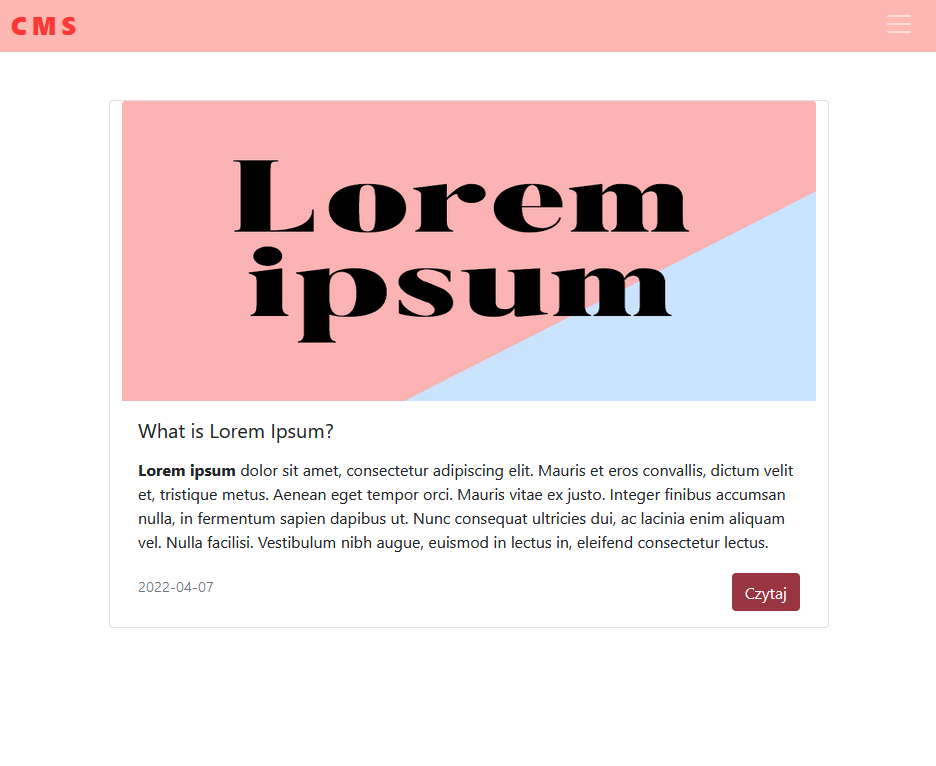 CMS
Lorem
ipsum
What is Lorem Ipsum?
Lorem ipsum dolor sit amet, consectetur adipiscing elit. Mauris et eros convallis, dictum velit
et, tristique metus. Aenean eget tempor orci. Mauris vitae ex justo. Integer finibus accumsan
nulla, in fermentum sapien dapibus ut. Nunc consequat ultricies dui, ac lacinia enim aliquam
vel. Nulla facilisi. Vestibulum nibh augue, euismod in lectus in, eleifend consectetur lectus.
2022-04-07
Czytaj